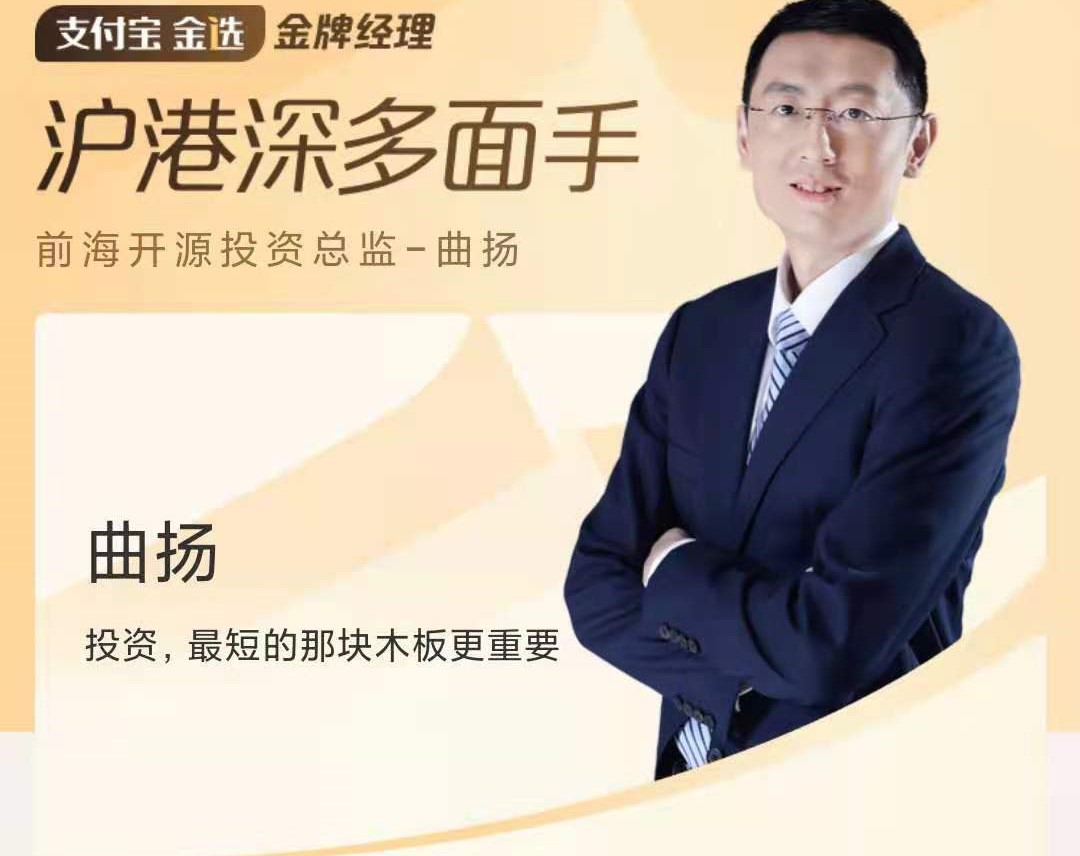 支付宝 金选 金牌经理
沪港深多面手
前海开源投资总监-曲扬
曲扬
投资，最短的那块木板更重要